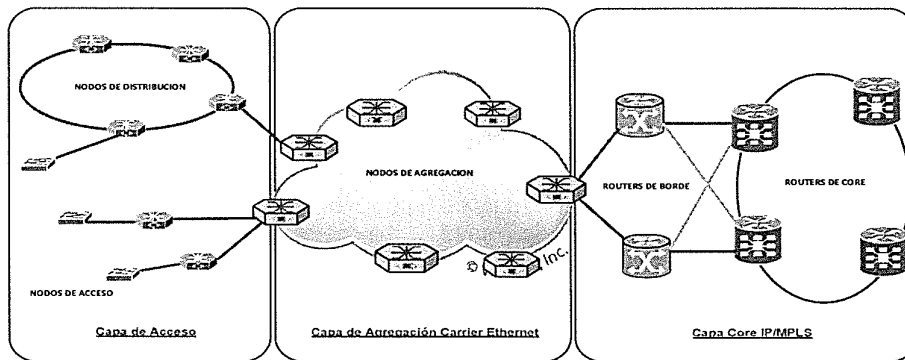 NODOS DE DISTRIBUCION
NODOS DE AGREGACION
ROUTERS DE BORDE
ROUTERS DE CORE
©
Inc.
NODOS DE ACCESO
Capa de Acceso
Capa de Agregación Carrier Ethernet
Capa Core IP/MPLS